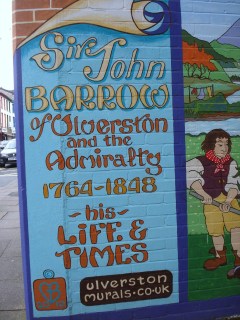 Sir John
BARROW
of Ulverston
and the
Admiralty
1764-1848
~his~
LiFE &
TIMES
ulverston
murals.co.uk